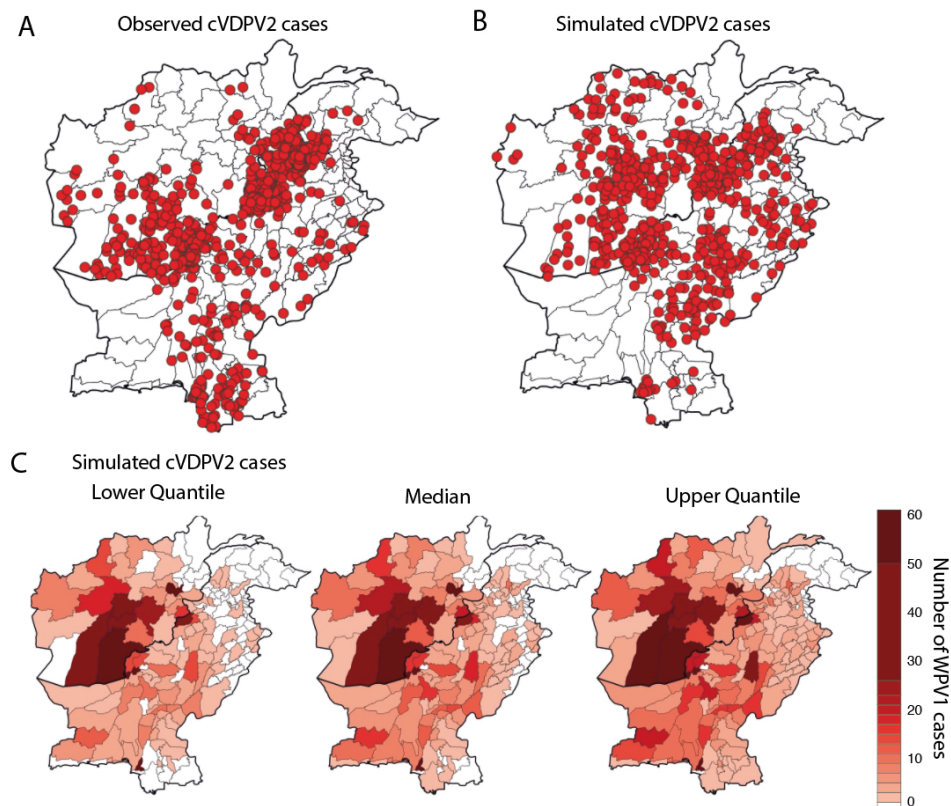 A
Observed cVDPV2 cases
B
Simulated cVDPV2 cases
C
Simulated cVDPV2 cases
Lower Quantile
Median
Upper Quantile
60
50
40
30
20
10
0
Number of WPV1 cases